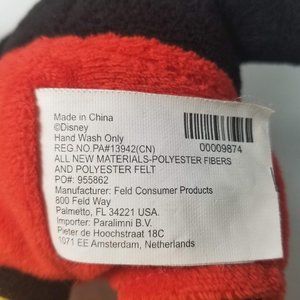 Made in China
©Disney
Hand Wash Only
REG NO.PA#13942(CN) 00009874
ALL NEW MATERIALS-POLYESTER FIBERS
AND POLYESTER FELT
PO#: 955862
Manufacturer: Feld Consumer Products
800 Feld Way
Palmetto, FL 34221 USA.
Importer: Paralimni B.V.
Pieter de Hoochstraat 18C
1071 EE Amsterdam, Netherlands